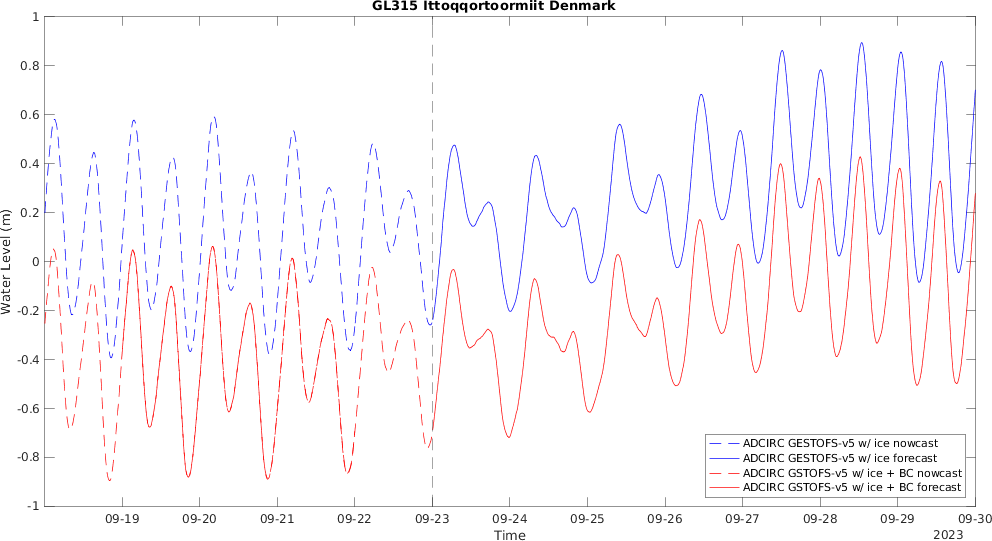 GL315 Ittoqqortoormiit Denmark
1
0.8
0.6
0.4
0.2
0
-0.2
-0.4
-0.6
-0.8
-1
Water Level (m)
ADCIRC GESTOFS-v5 w/ ice nowcast
ADCIRC GESTOFS-v5 w/ ice forecast
ADCIRC GSTOFS-v5 w/ ice + BC nowcast
ADCIRC GSTOFS-v5 w/ ice + BC forecast
09-19 09-20 09-21 09-22 09-23 09-24 09-25 09-26 09-27 09-28 09-29 09-30
Time
2023